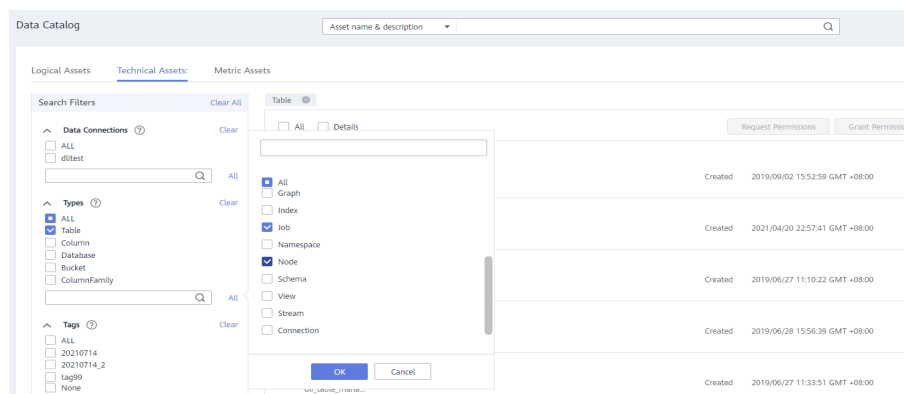 Data Catalog
Asset name & description
Logical Assets Technical Assets: Metric Assets
Search Filters Clear All
Table
All Details
Request Permissions Grant Permissio
Data Connections ? Clear
ALL
dlitest
All
Types ? Clear
ALL
Table
Column
Database
Bucket
ColumnFamily
All
Tags ? Clear
ALL
20210714
20210714_2
tag99
None
All
Graph
Index
Job
Namespace
Node
Schema
View
Stream
Connection
OK Cancel
Created 2019/09/02 15:52:59 GMT +08:00
Created 2021/04/20 22:57:41 GMT +08:00
Created 2019/06/27 11:10:22 GMT +08:00
Created 2019/06/28 15:56:39 GMT +08:00
Created 2019/06/27 11:33:51 GMT +08:00